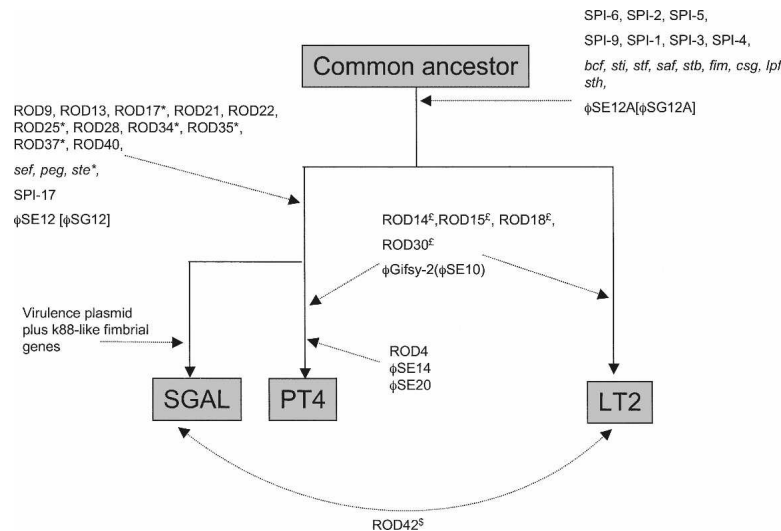 SPI-6, SPI-2, SPI-5,
SPI-9, SPI-1, SPI-3, SPI-4,
bcf, sti, stf, saf, stb, fim, csg, lpf
sth,
ϕSE12A[ϕSG12A]
Common ancestor
ROD9, ROD13, ROD17*, ROD21, ROD22,
ROD25*, ROD28, ROD34*, ROD35*,
ROD37*, ROD40,
sef, peg, ste*,
SPI-17
ϕSE12 [ϕSG12]
ROD14£,ROD15£, ROD18£,
ROD30£
ϕGifsy-2(ϕSE10)
Virulence plasmid
plus k88-like fimbrial
genes
ROD4
ϕSE14
ϕSE20
SGAL
PT4
LT2
ROD42$